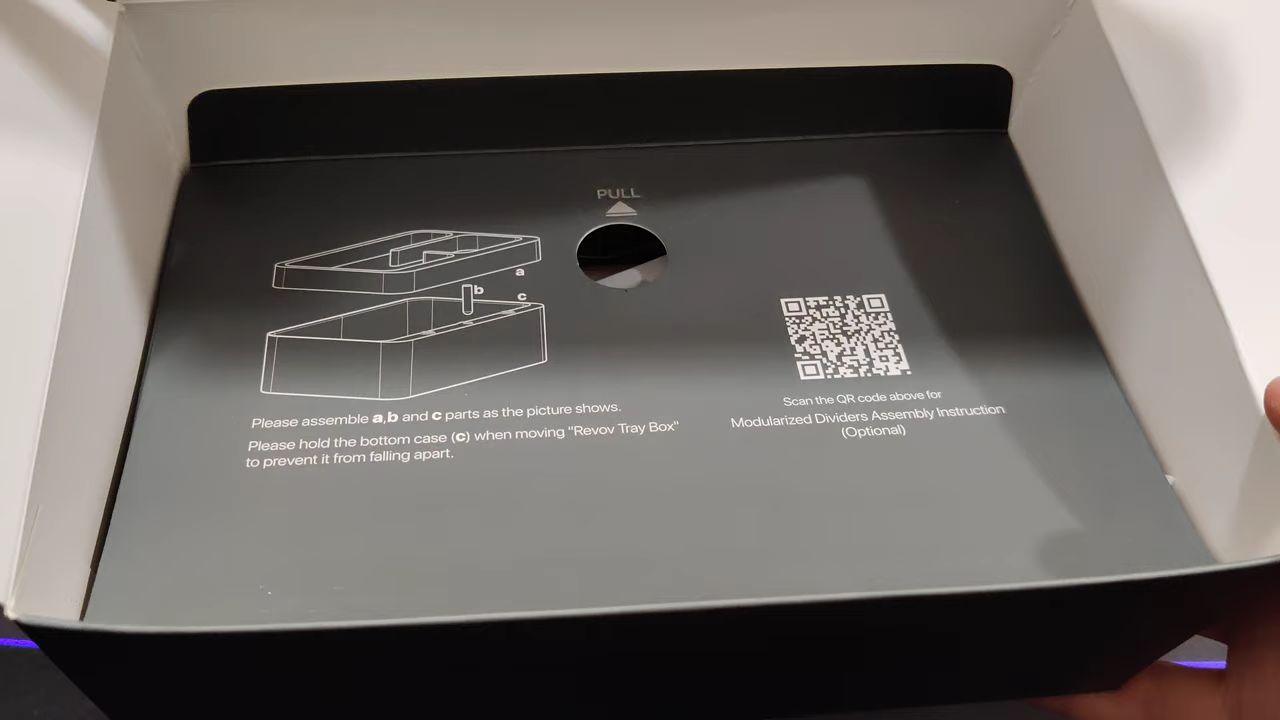 PULL
a
b
c
Please assemble a,b and c parts as the picture shows.
Please hold the bottom case (c) when moving "Revov Tray Box"
to prevent it from falling apart.
Scan the QR code above for
Modularized Dividers Assembly Instruction
(Optional)